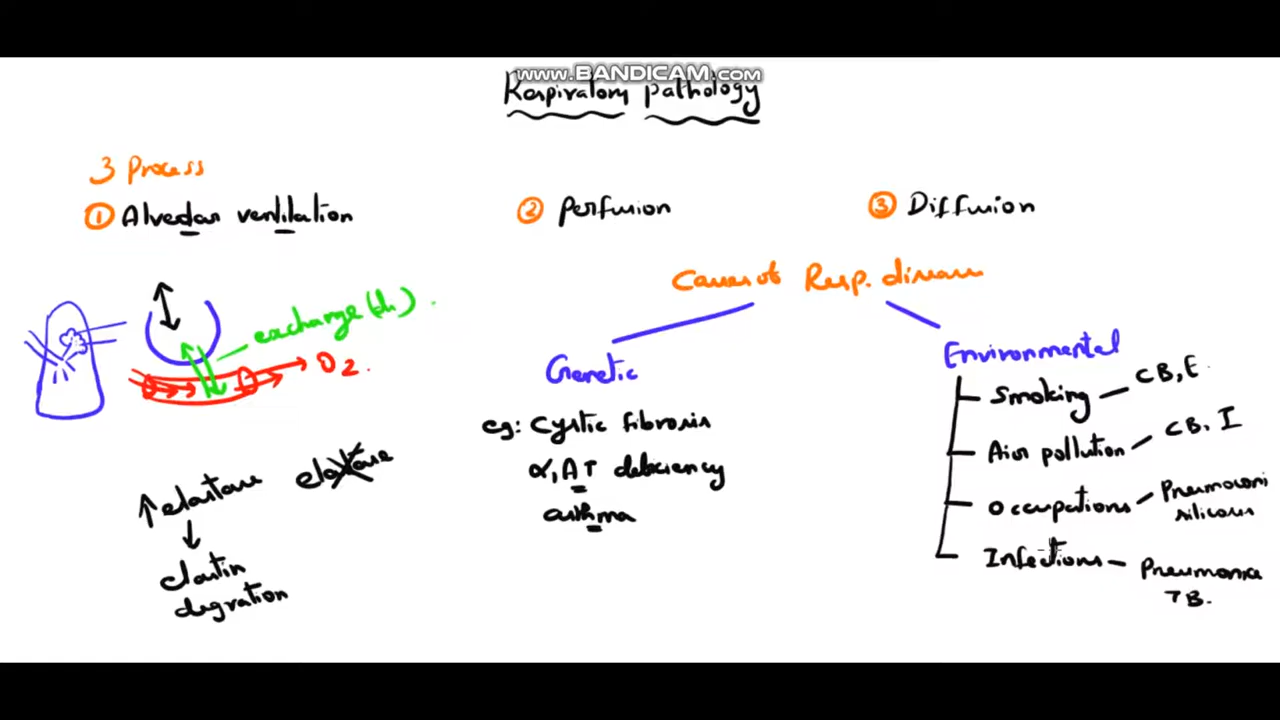 www.BANDICAM.com
Respiratory pathology
3 Process
① Alveolar ventilation
② Perfusion
③ Diffusion
Causes of Resp. disease
exchange
O2.
Genetic
eg: Cystic fibrosis
α, AT deficiency
asthma
Environmental
Smoking — CB, E
Air pollution — CB, I
Occupations — Pneumoconi
silicosis
Infections — Pneumonia
TB.
↑ elastase
↓
elastin
degration